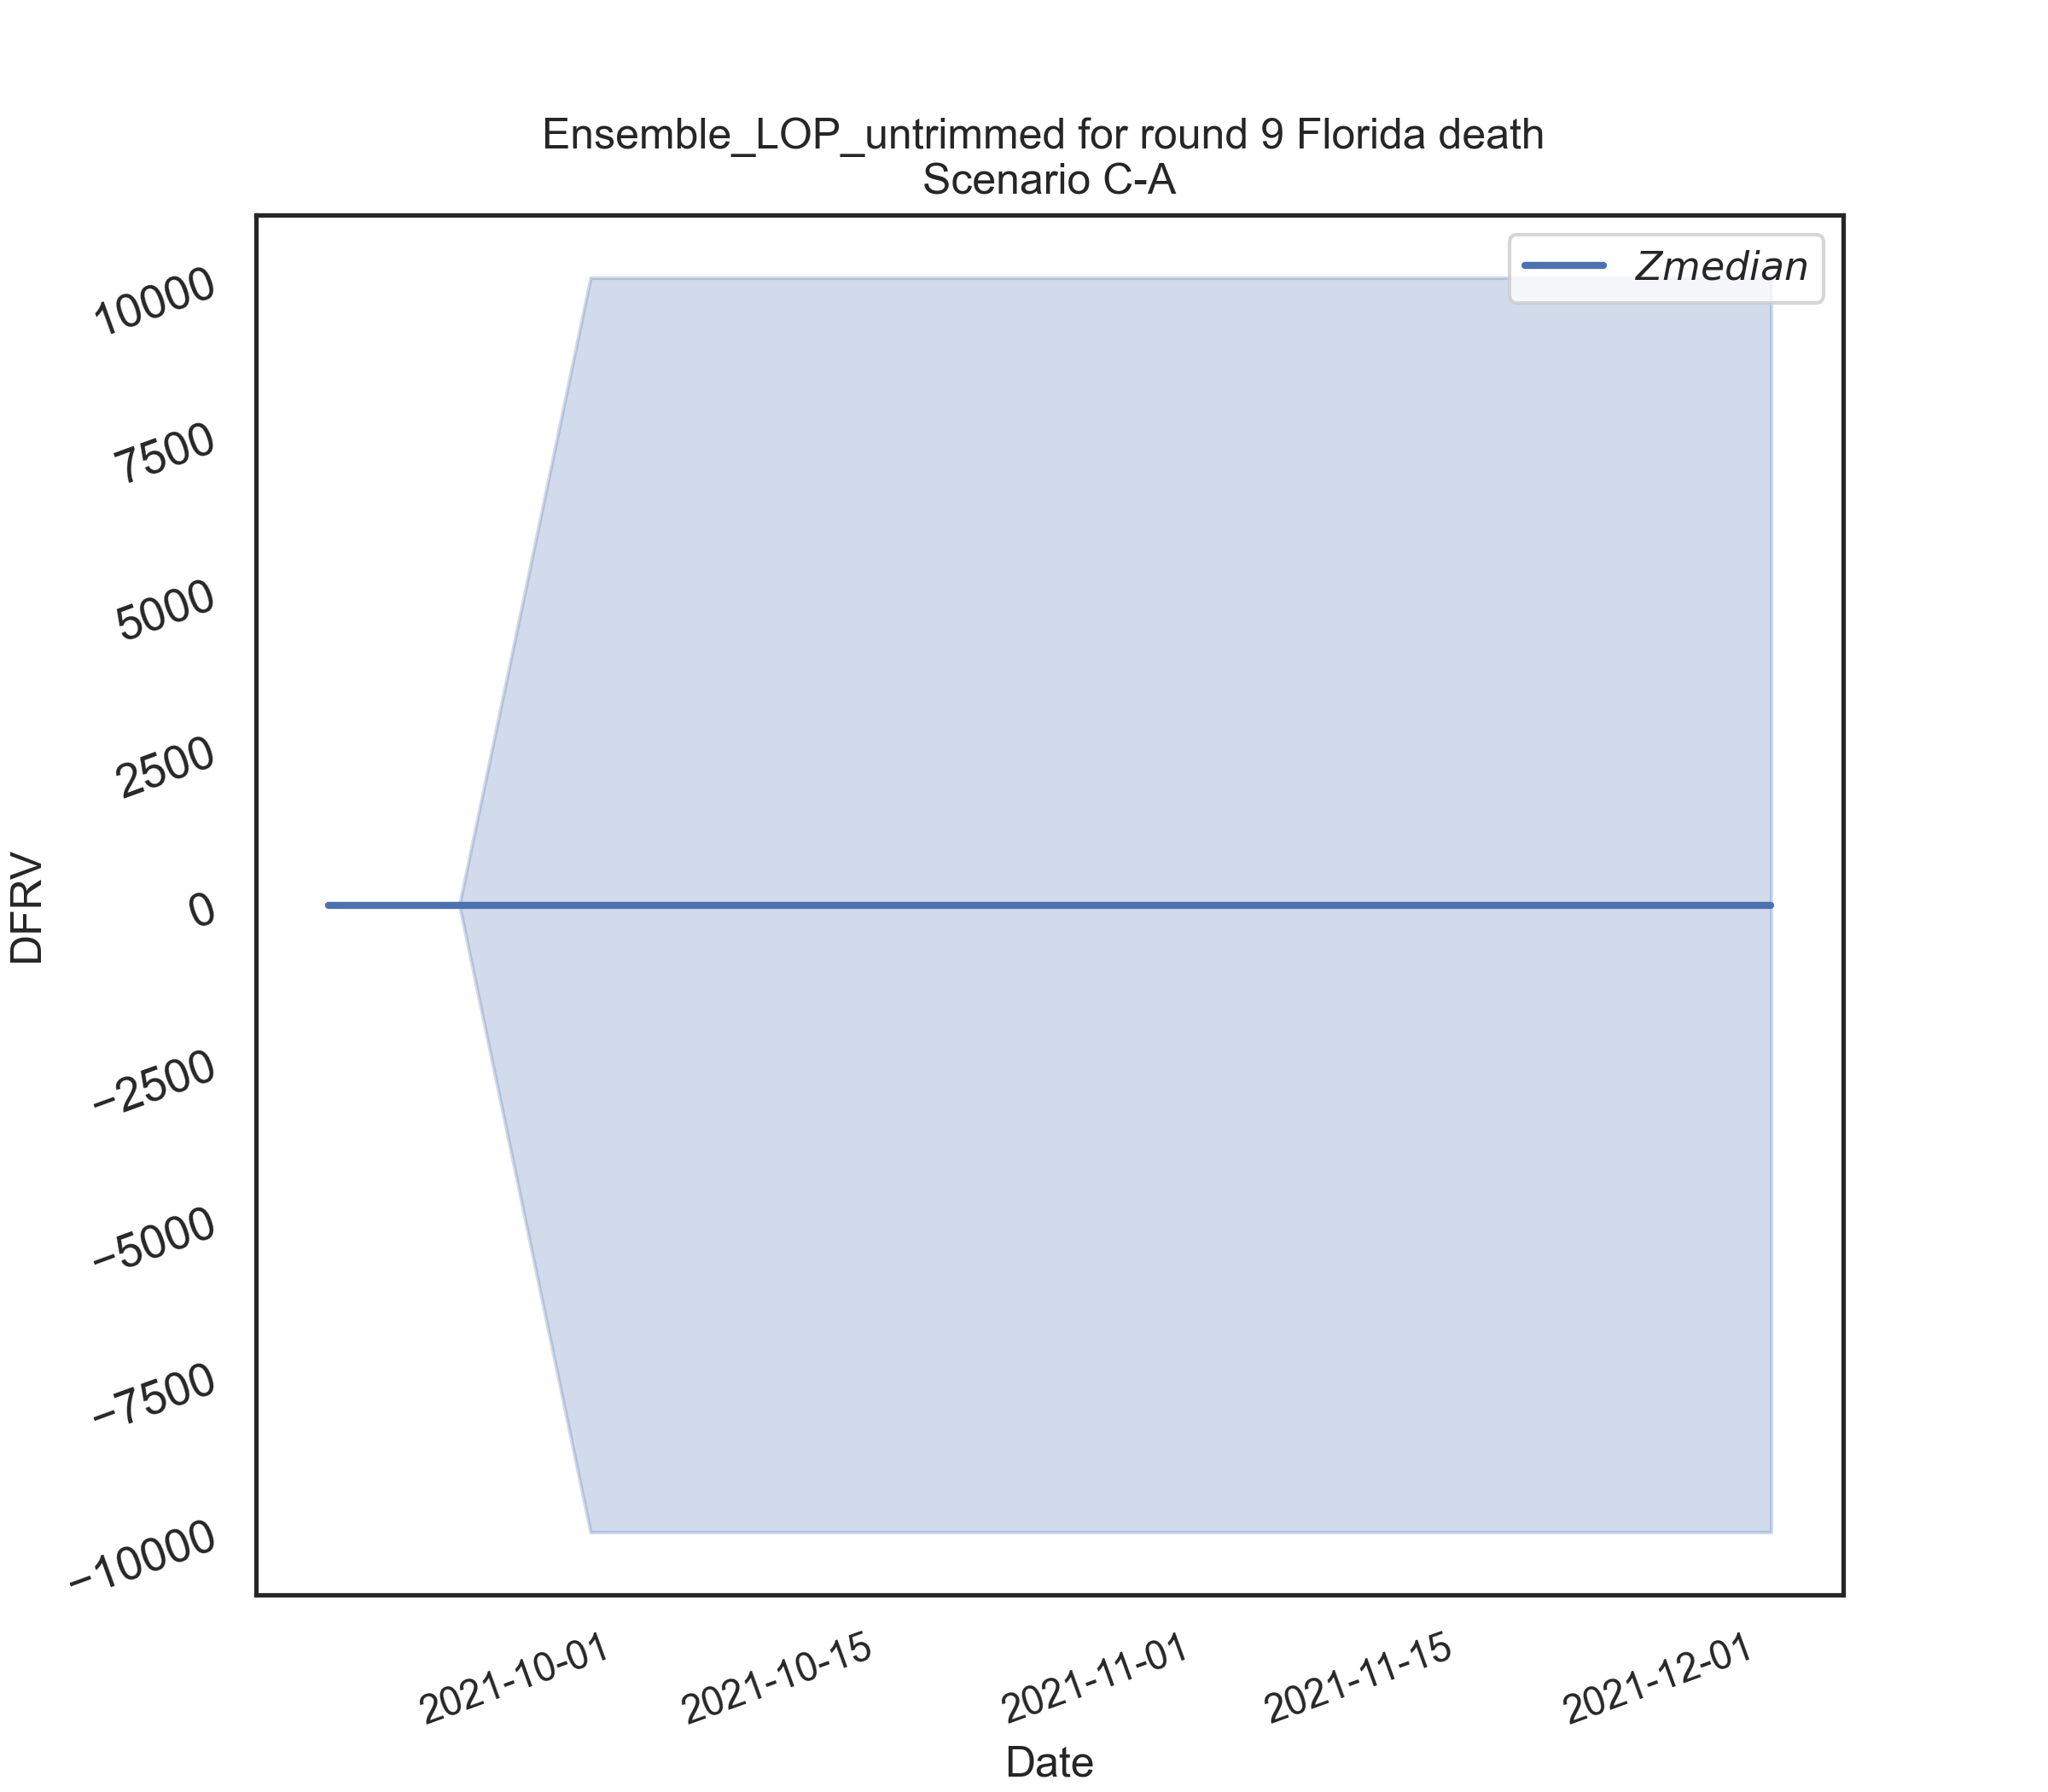 Ensemble_LOP_untrimmed for round 9 Florida death
Scenario C-A
Zmedian
10000
7500
5000
2500
0
−2500
−5000
−7500
−10000
DFRV
2021-10-01
2021-10-15
2021-11-01
2021-11-15
2021-12-01
Date